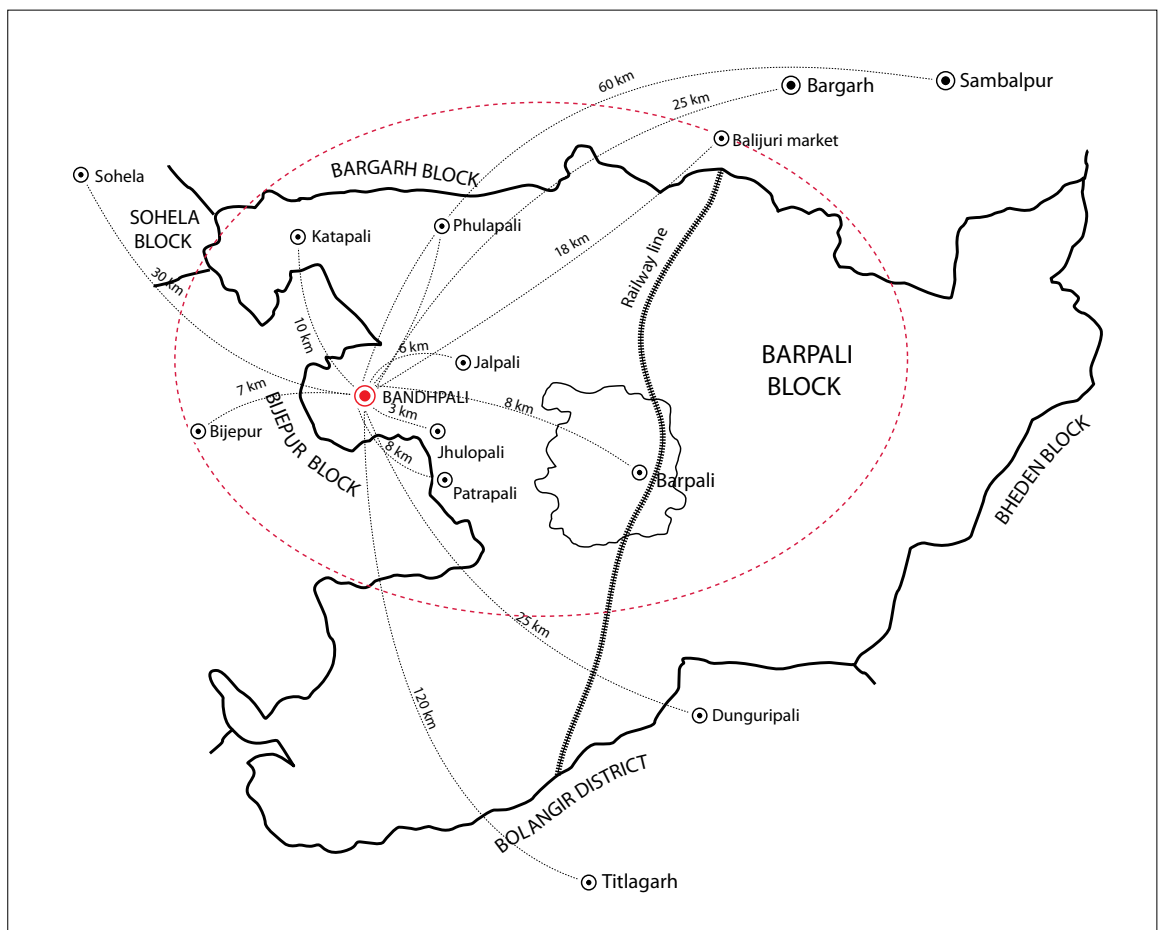 60 km
Sambalpur
Bargarh
25 km
Balijuri market
BARGARH BLOCK
Sohela
SOHELA
BLOCK
Katapali
Phulapali
18 km
Railway line
30 km
10 km
6 km
Jalpali
BARPALI
BLOCK
7 km
BANDHPALI
3 km
8 km
Bijepur
BIJEPUR BLOCK
Jhulopali
8 km
Patrapali
Barpali
BHEDEN BLOCK
25 km
120 km
Dunguripali
BOLANGIR DISTRICT
Titlagarh